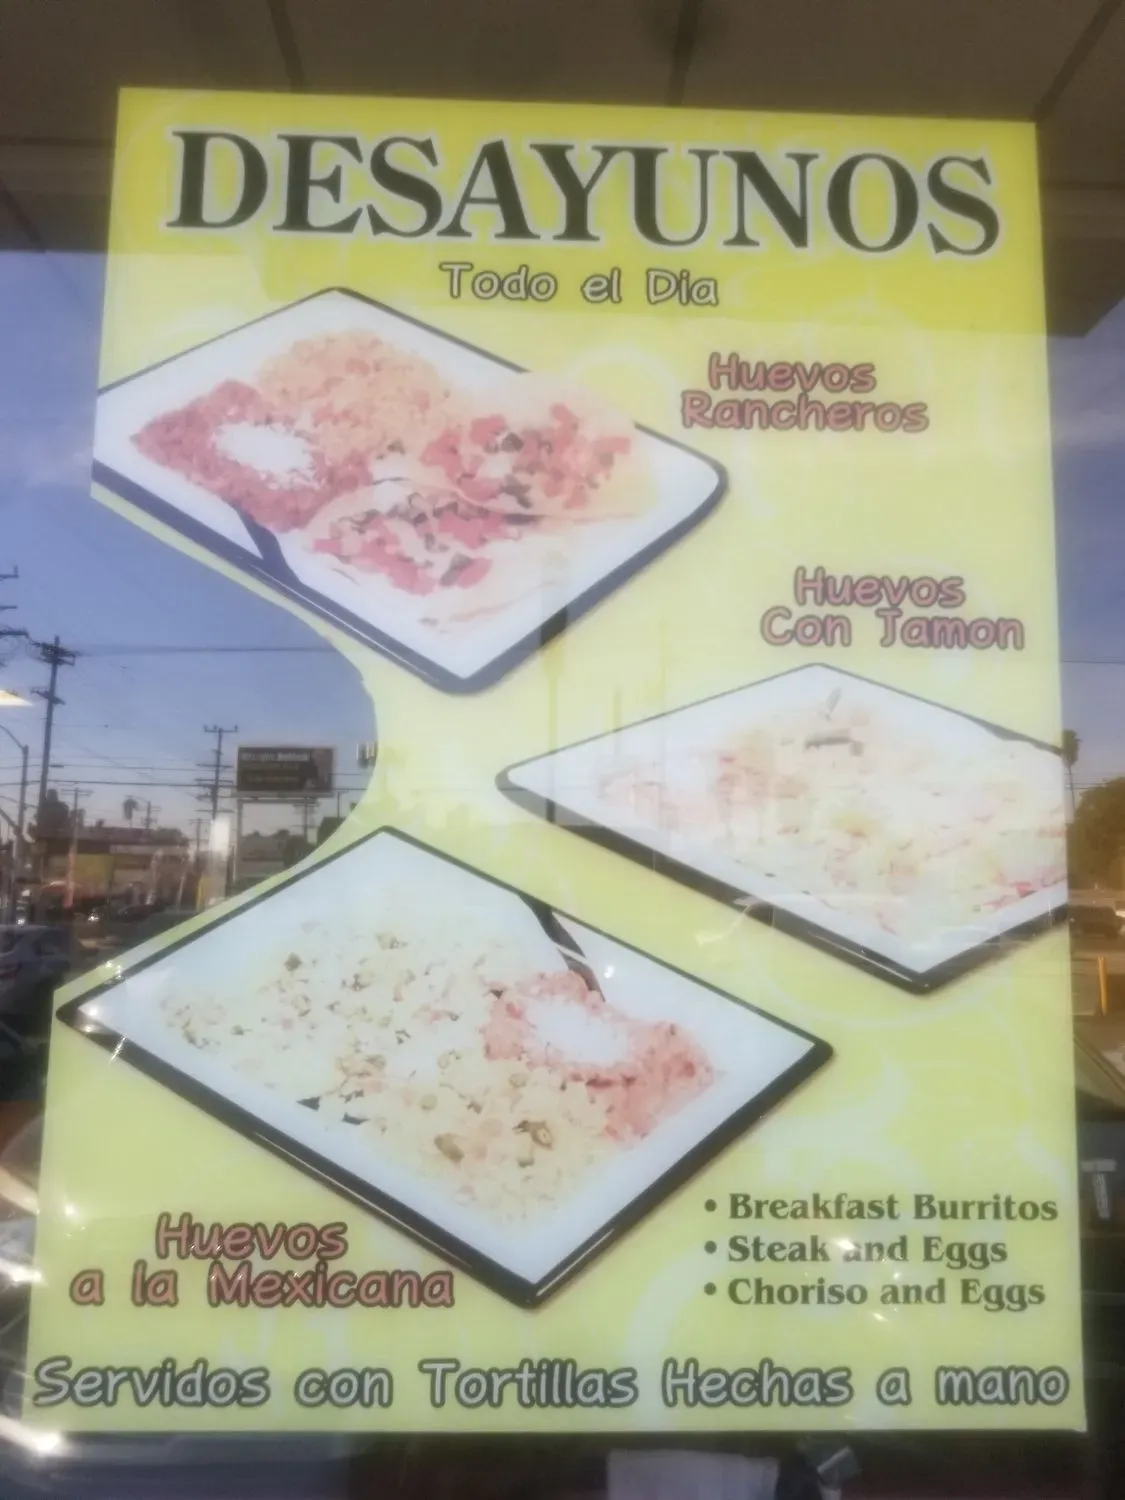 DESAYUNOS
Todo el Dia
Huevos
Rancheros
Huevos
Con Jamon
Huevos
a la Mexicana
• Breakfast Burritos
• Steak and Eggs
• Choriso and Eggs
Servidos con Tortillas Hechas a mano